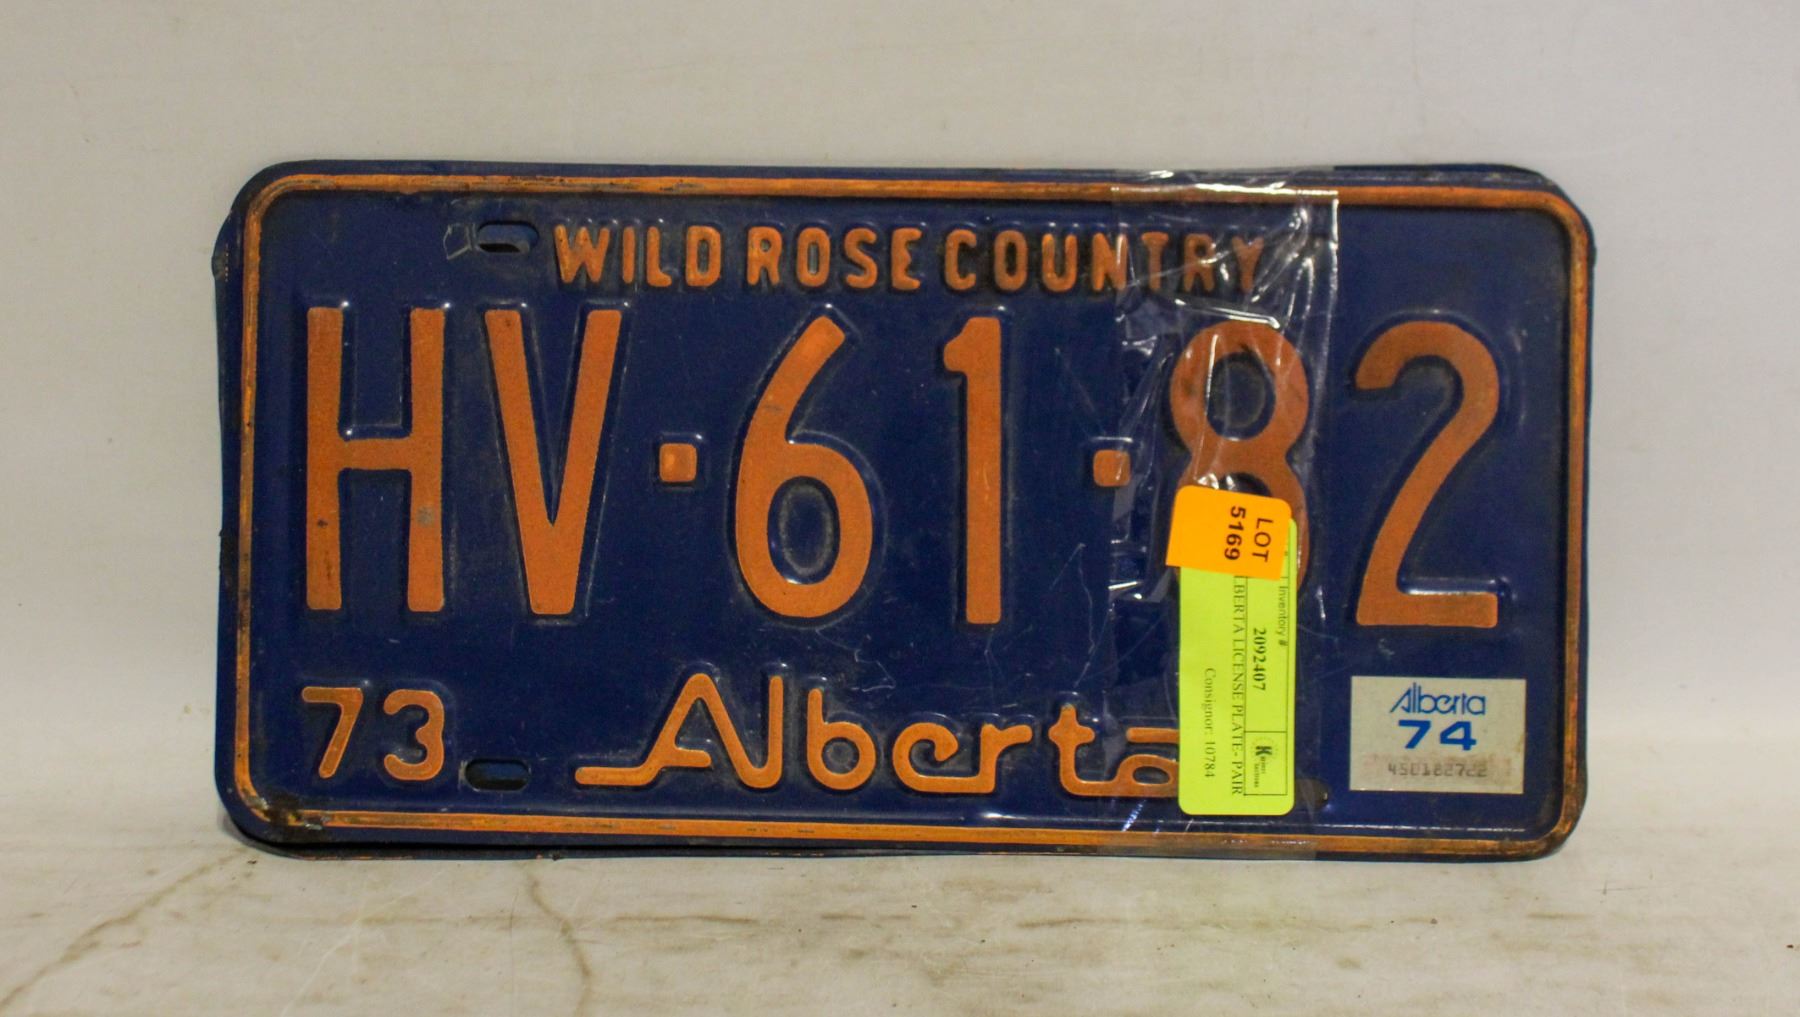 WILD ROSE COUNTRY
HV·61·82
73 Alberta
Alberta
74
LOT
5169
Inventory #
2092407
LBERTA LICENSE PLATE- PAIR
Consignor: 10784